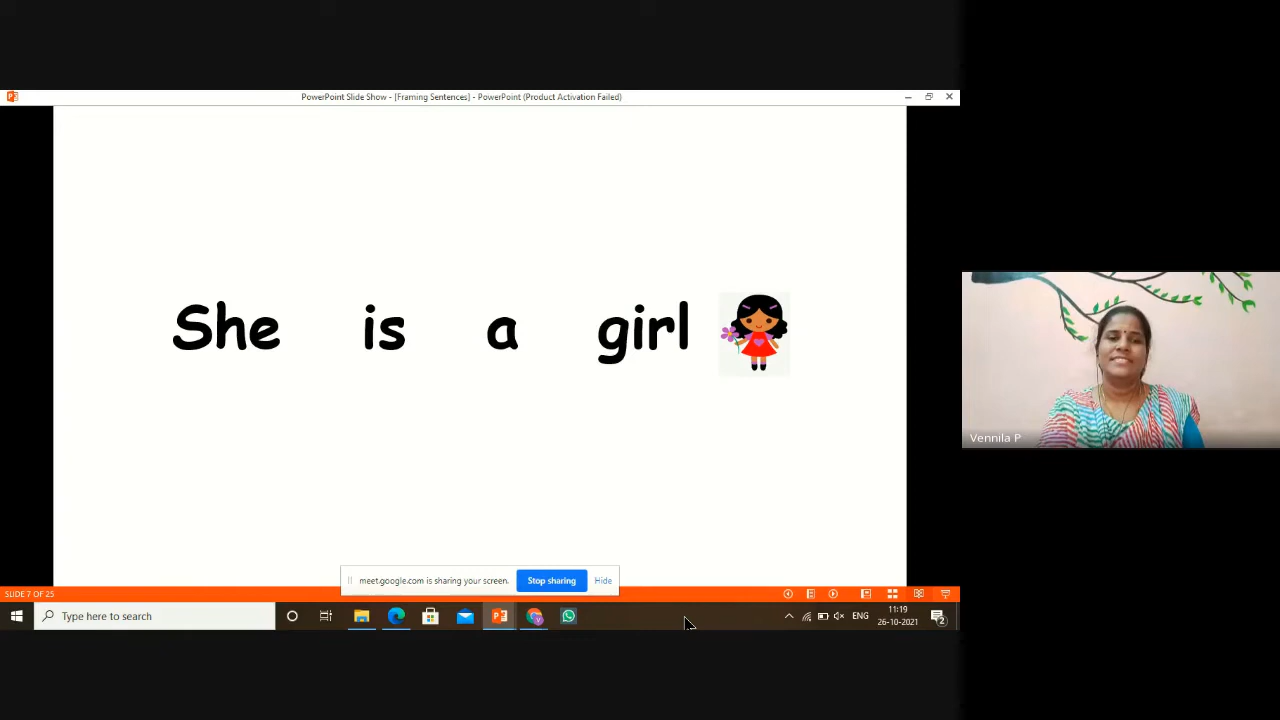 PowerPoint Slide Show - [Framing Sentences] - PowerPoint (Product Activation Failed)
She is a girl
Vennila P
meet.google.com is sharing your screen. Stop sharing Hide
SLIDE 7 OF 25
Type here to search
ENG
11:19
26-10-2021
2